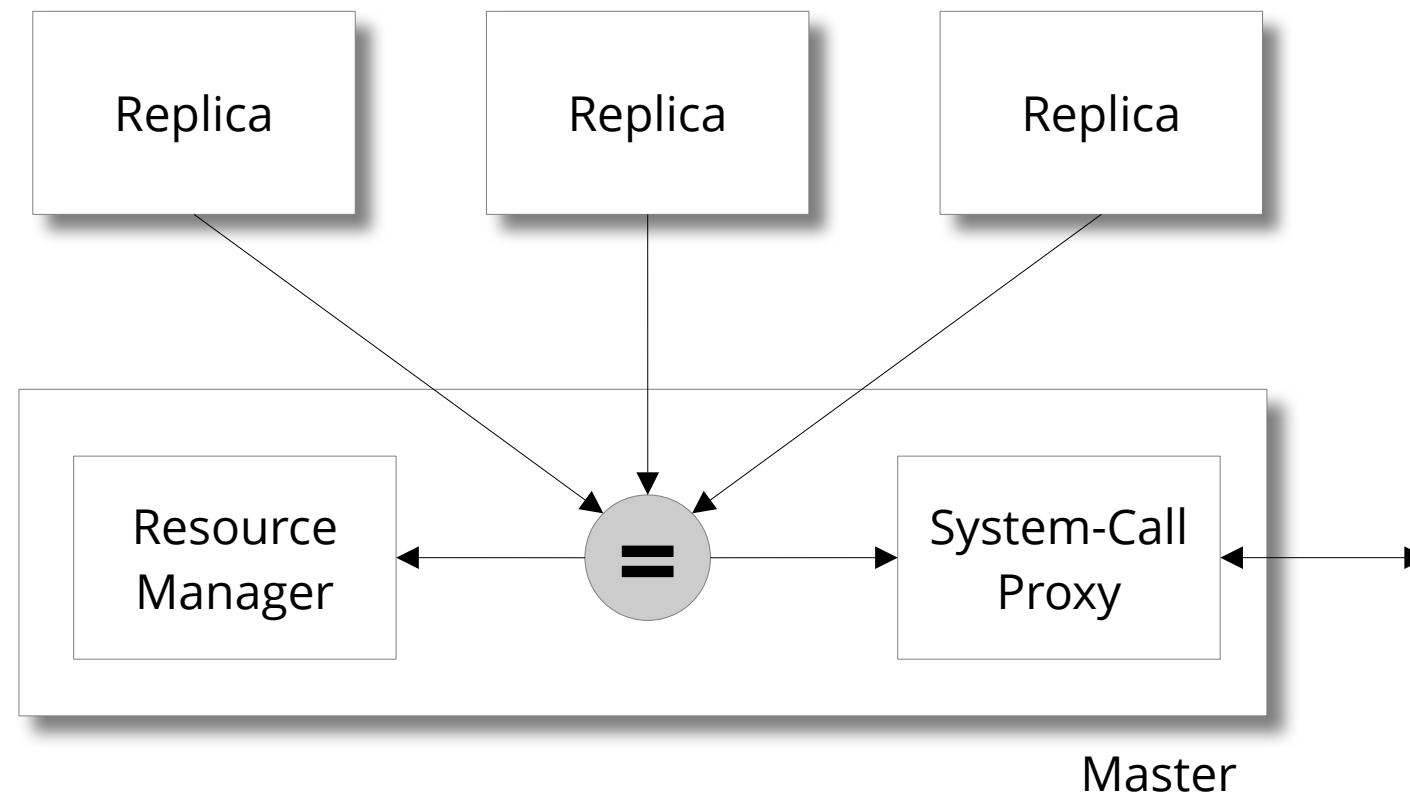 Replica
Replica
Replica
Resource
Manager
=
System-Call
Proxy
Master